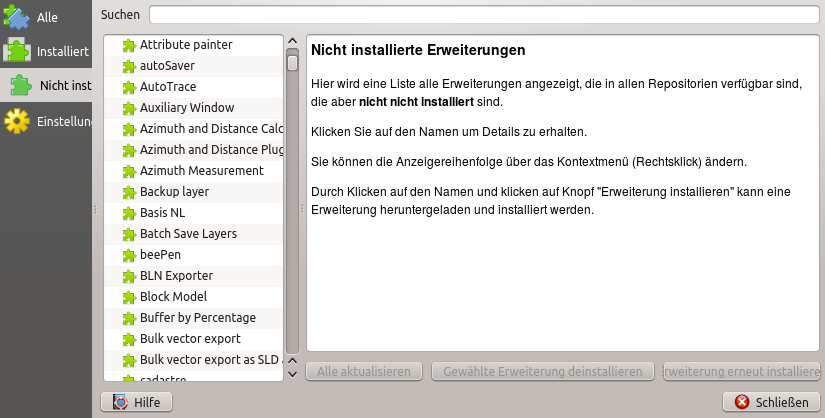 Alle
Installiert
Nicht inst
Einstellun
Suchen
Attribute painter
autoSaver
AutoTrace
Auxiliary Window
Azimuth and Distance Calc
Azimuth and Distance Plug
Azimuth Measurement
Backup layer
Basis NL
Batch Save Layers
beePen
BLN Exporter
Block Model
Buffer by Percentage
Bulk vector export
Bulk vector export as SLD
cadastro
Nicht installierte Erweiterungen
Hier wird eine Liste alle Erweiterungen angezeigt, die in allen Repositorien verfügbar sind,
die aber nicht nicht installiert sind.
Klicken Sie auf den Namen um Details zu erhalten.
Sie können die Anzeigereihenfolge über das Kontextmenü (Rechtsklick) ändern.
Durch Klicken auf den Namen und klicken auf Knopf "Erweiterung installieren" kann eine
Erweiterung heruntergeladen und installiert werden.
Alle aktualisieren
Gewählte Erweiterung deinstallieren
rweiterung erneut installiere
Hilfe
Schließen